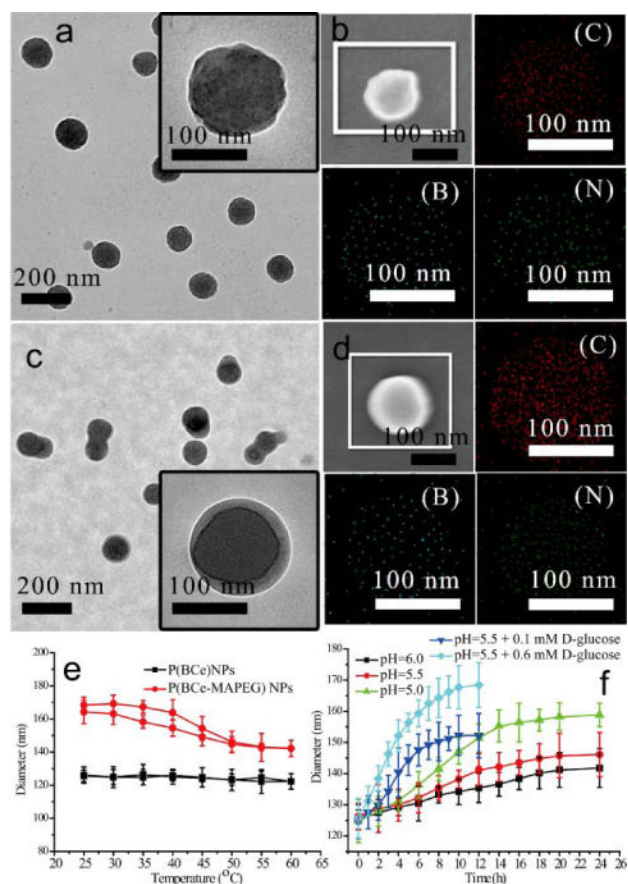 a
100 nm
200 nm
b
100 nm
(C)
100 nm
(B)
100 nm
(N)
100 nm
c
200 nm
100 nm
d
100 nm
(C)
100 nm
(B)
100 nm
(N)
100 nm
e
P(BCe)NPs
P(BCe-MAPEG) NPs
Diameter (nm)
200
180
160
140
120
100
80
20 25 30 35 40 45 50 55 60 65
Temperature (°C)
f
pH=6.0
pH=5.5
pH=5.0
pH=5.5 + 0.1 mM D-glucose
pH=5.5 + 0.6 mM D-glucose
Diameter (nm)
180
170
160
150
140
130
120
0 2 4 6 8 10 12 14 16 18 20 22 24 26
Time(h)